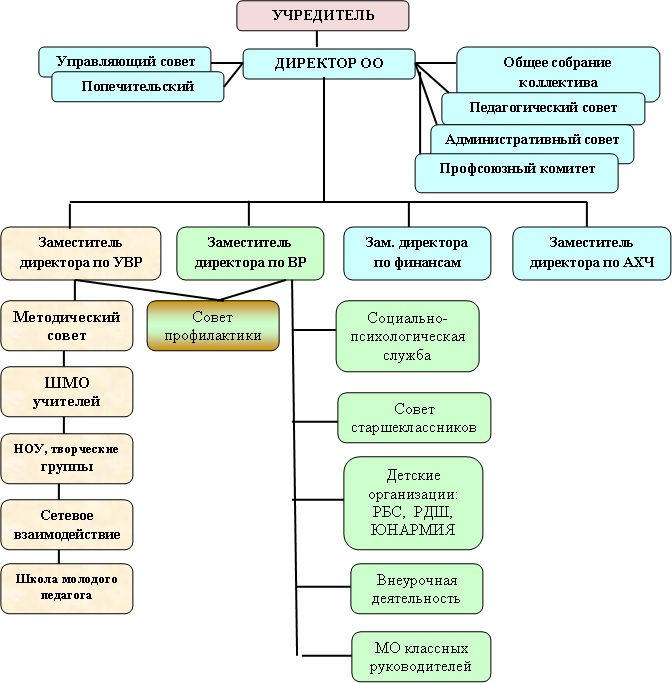 УЧРЕДИТЕЛЬ
ДИРЕКТОР ОО
Управляющий совет
Попечительский
Общее собрание
коллектива
Педагогический совет
Административный совет
Профсоюзный комитет
Заместитель
директора по УВР
Заместитель
директора по ВР
Зам. директора
по финансам
Заместитель
директора по АХЧ
Методический
совет
ШМО
учителей
НОУ, творческие
группы
Сетевое
взаимодействие
Школа молодого
педагога
Совет
профилактики
Социально-
психологическая
служба
Совет
старшеклассников
Детские
организации:
РБС, РДШ,
ЮНАРМИЯ
Внеурочная
деятельность
МО классных
руководителей